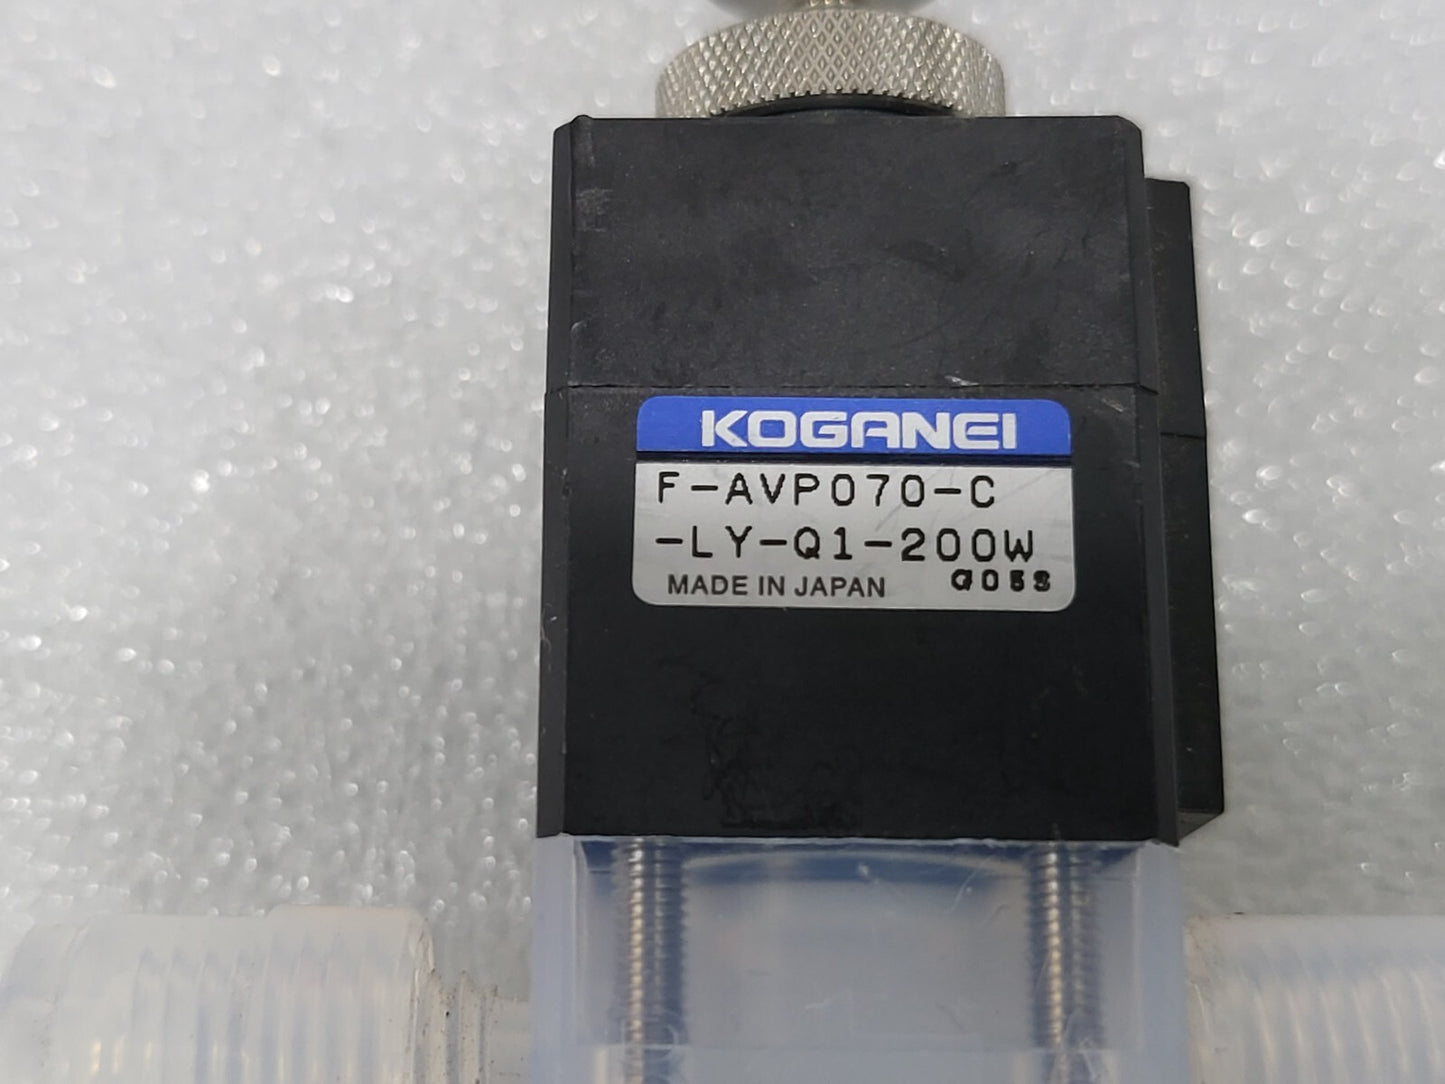 KOGANEI
F-AVP070-C
-LY-Q1-200W
MADE IN JAPAN